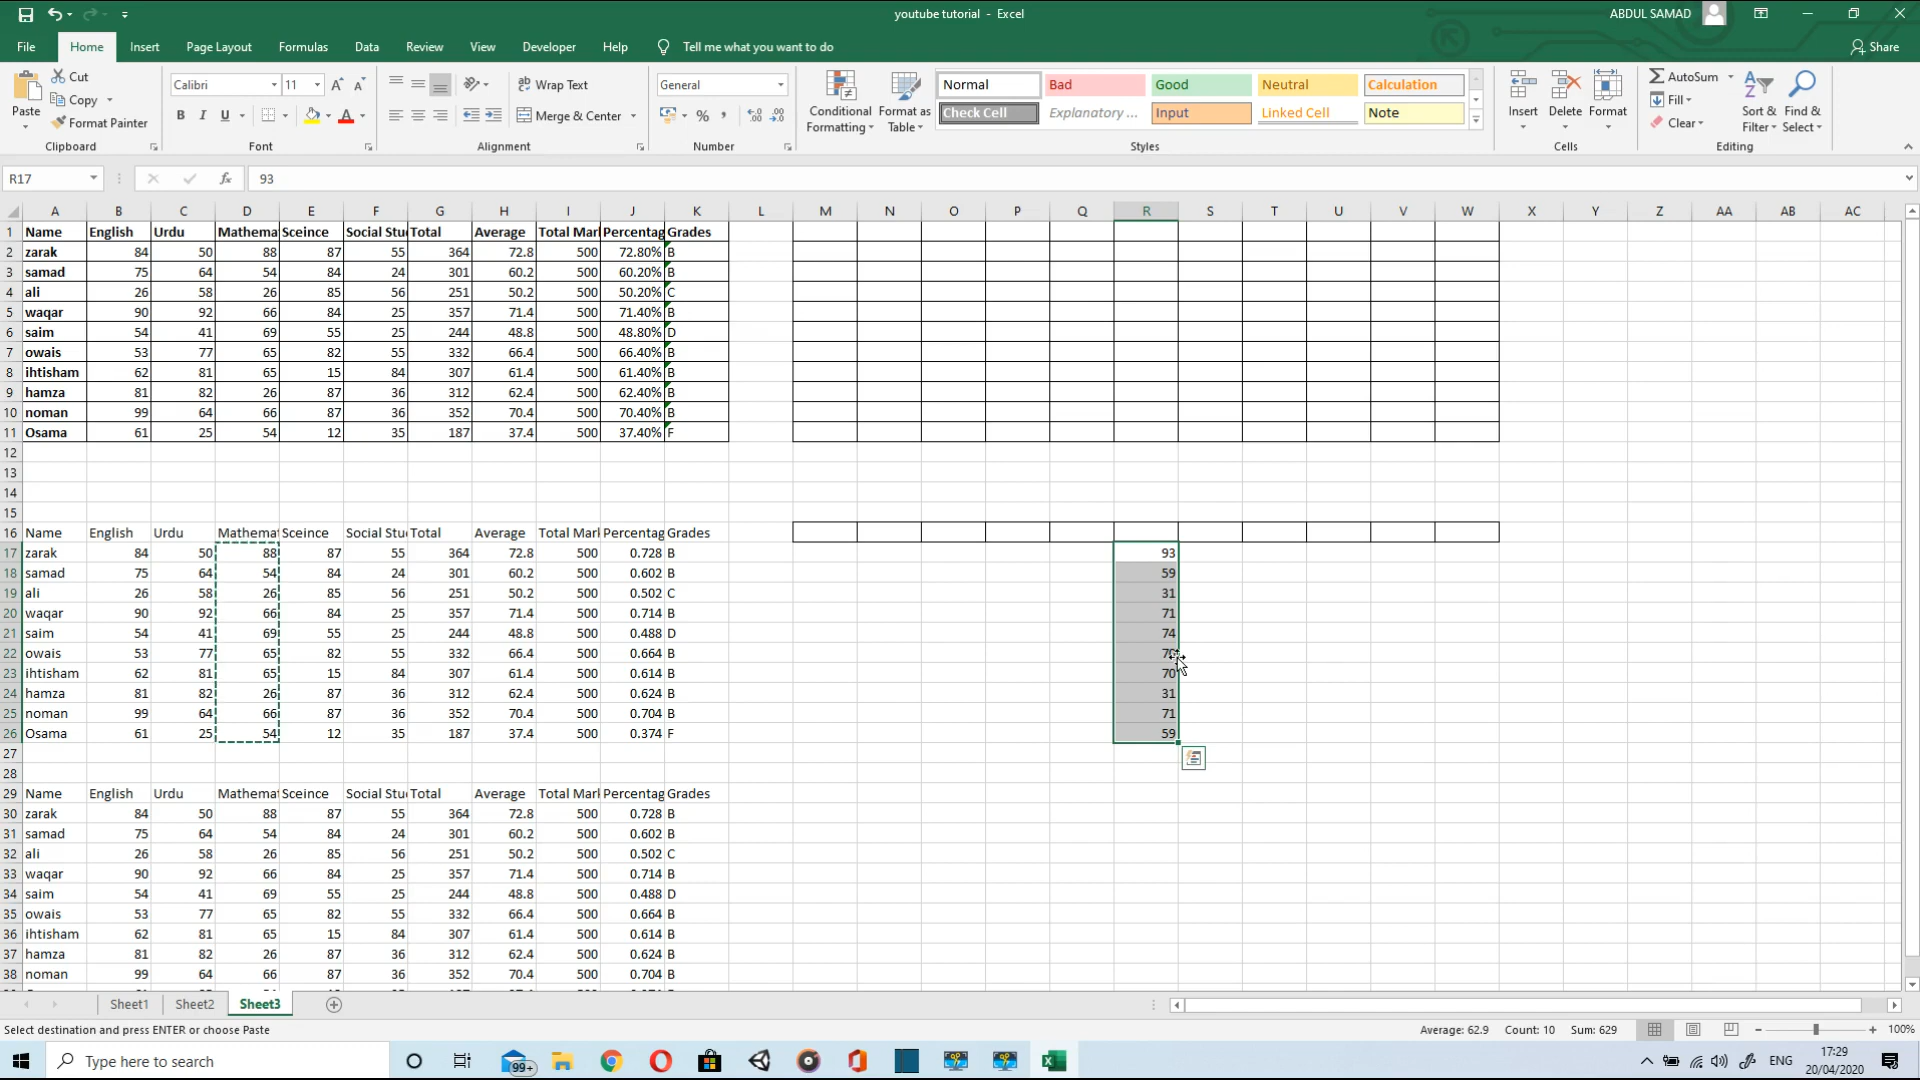 youtube tutorial - Excel
ABDUL SAMAD
File Home Insert Page Layout Formulas Data Review View Developer Help Tell me what you want to do Share
Paste Cut Copy Format Painter Clipboard
Calibri 11 B I U A Font
Wrap Text Merge & Center Alignment
General % , Number
Conditional Formatting Format as Table
Normal Bad Good Neutral Calculation
Check Cell Explanatory ... Input Linked Cell Note
Styles
Insert Delete Format Cells
AutoSum Fill Clear Sort & Filter Find & Select Editing
R17 fx 93
A B C D E F G H I J K L M N O P Q R S T U V W X Y Z AA AB AC
1 Name English Urdu Mathema Sceince Social Stu Total Average Total Mar Percentag Grades
2 zarak 84 50 88 87 55 364 72.8 500 72.80% B
3 samad 75 64 54 84 24 301 60.2 500 60.20% B
4 ali 26 58 26 85 56 251 50.2 500 50.20% C
5 waqar 90 92 66 84 25 357 71.4 500 71.40% B
6 saim 54 41 69 55 25 244 48.8 500 48.80% D
7 owais 53 77 65 82 55 332 66.4 500 66.40% B
8 ihtisham 62 81 65 15 84 307 61.4 500 61.40% B
9 hamza 81 82 26 87 36 312 62.4 500 62.40% B
10 noman 99 64 66 87 36 352 70.4 500 70.40% B
11 Osama 61 25 54 12 35 187 37.4 500 37.40% F
12
13
14
15
16 Name English Urdu Mathema Sceince Social Stu Total Average Total Mar Percentag Grades
17 zarak 84 50 88 87 55 364 72.8 500 0.728 B 93
18 samad 75 64 54 84 24 301 60.2 500 0.602 B 59
19 ali 26 58 26 85 56 251 50.2 500 0.502 C 31
20 waqar 90 92 66 84 25 357 71.4 500 0.714 B 71
21 saim 54 41 69 55 25 244 48.8 500 0.488 D 74
22 owais 53 77 65 82 55 332 66.4 500 0.664 B 70
23 ihtisham 62 81 65 15 84 307 61.4 500 0.614 B 70
24 hamza 81 82 26 87 36 312 62.4 500 0.624 B 31
25 noman 99 64 66 87 36 352 70.4 500 0.704 B 71
26 Osama 61 25 54 12 35 187 37.4 500 0.374 F 59
27
28
29 Name English Urdu Mathema Sceince Social Stu Total Average Total Mar Percentag Grades
30 zarak 84 50 88 87 55 364 72.8 500 0.728 B
31 samad 75 64 54 84 24 301 60.2 500 0.602 B
32 ali 26 58 26 85 56 251 50.2 500 0.502 C
33 waqar 90 92 66 84 25 357 71.4 500 0.714 B
34 saim 54 41 69 55 25 244 48.8 500 0.488 D
35 owais 53 77 65 82 55 332 66.4 500 0.664 B
36 ihtisham 62 81 65 15 84 307 61.4 500 0.614 B
37 hamza 81 82 26 87 36 312 62.4 500 0.624 B
38 noman 99 64 66 87 36 352 70.4 500 0.704 B
Sheet1 Sheet2 Sheet3
Select destination and press ENTER or choose Paste Average: 62.9 Count: 10 Sum: 629 100%
Type here to search 99+ ENG 17:29
20/04/2020